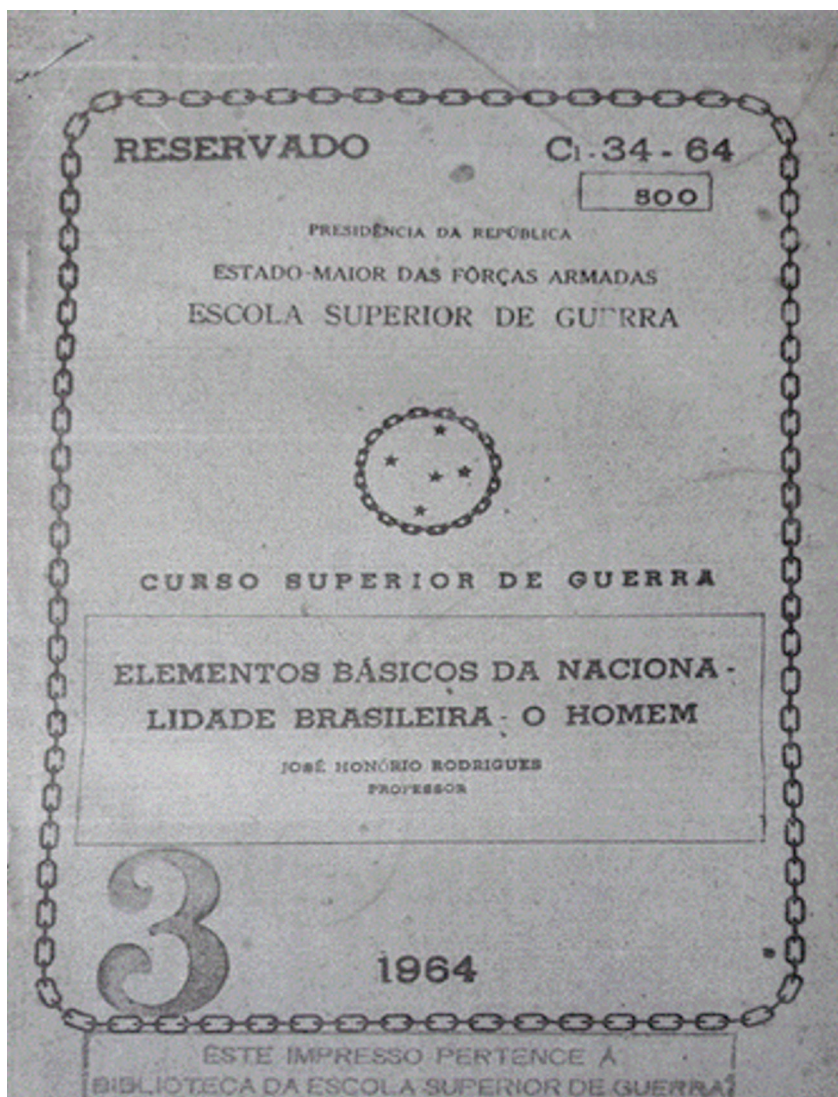 RESERVADO
C1-34-64
800
PRESIDÊNCIA DA REPÚBLICA
ESTADO-MAIOR DAS FÔRÇAS ARMADAS
ESCOLA SUPERIOR DE GUERRA
CURSO SUPERIOR DE GUERRA
ELEMENTOS BÁSICOS DA NACIONA-
LIDADE BRASILEIRA - O HOMEM
JOSÉ HONÓRIO RODRIGUES
PROFESSOR
3
1964
ESTE IMPRESSO PERTENCE À
BIBLIOTECA DA ESCOLA SUPERIOR DE GUERRA